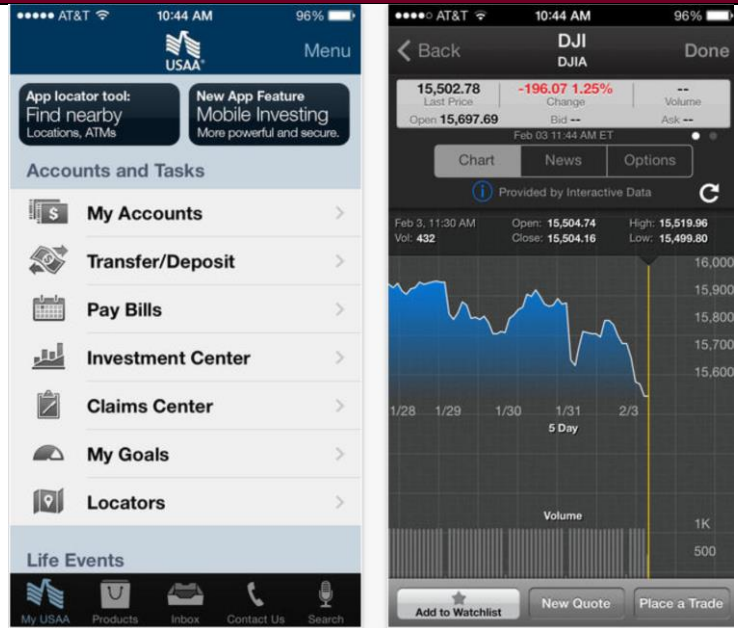 AT&T 10:44 AM 96%
USAA®
Menu
App locator tool:
Find nearby
Locations, ATMs
New App Feature
Mobile Investing
More powerful and secure.
Accounts and Tasks
My Accounts
Transfer/Deposit
Pay Bills
Investment Center
Claims Center
My Goals
Locators
Life Events
My USAA Products Inbox Contact Us Search
AT&T 10:44 AM 96%
Back DJI Done
DJIA
15,502.78 -196.07 1.25% --
Last Price Change Volume
Open 15,697.69 Bid -- Ask --
Feb 03 11:44 AM ET
Chart News Options
Provided by Interactive Data
Feb 3, 11:30 AM Open: 15,504.74 High: 15,519.96
Vol: 432 Close: 15,504.16 Low: 15,499.80
16,000
15,900
15,800
15,700
15,600
1/28 1/29 1/30 1/31 2/3
5 Day
Volume
1K
500
Add to Watchlist New Quote Place a Trade